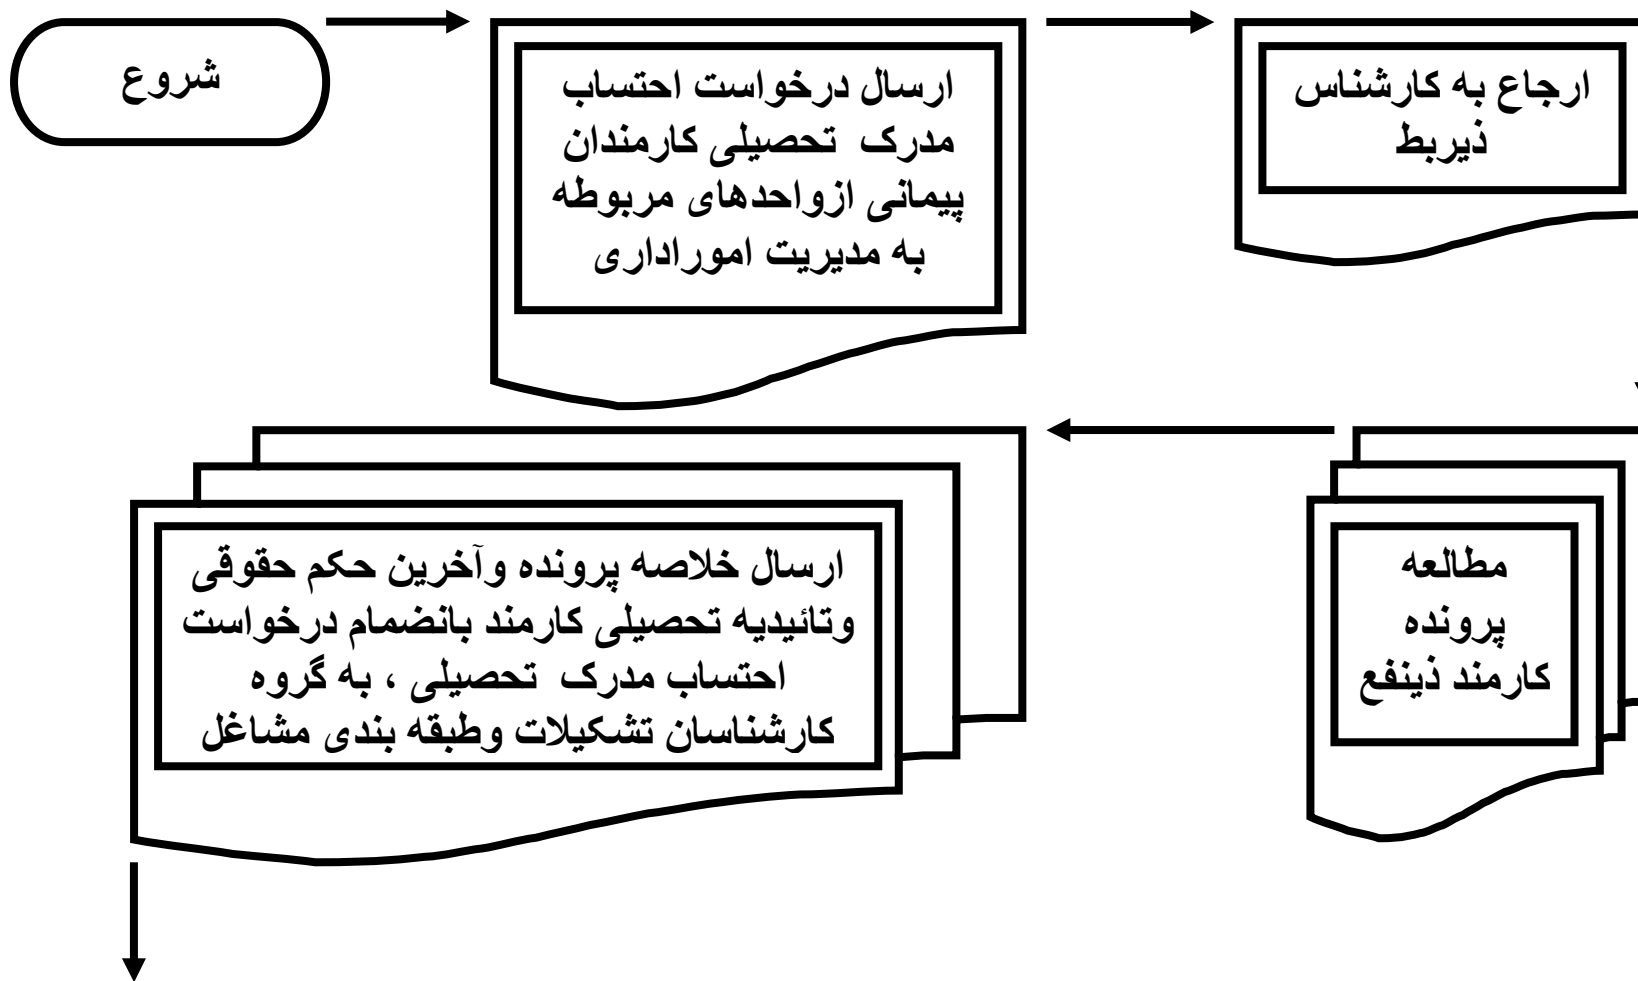 شروع
ارسال درخواست احتساب
مدرک تحصیلی کارمندان
پیمانی ازواحدهای مربوطه
به مدیریت اموراداری
ارجاع به کارشناس
ذیربط
مطالعه
پرونده
کارمند ذینفع
ارسال خلاصه پرونده وآخرین حکم حقوقی
وتائیدیه تحصیلی کارمند بانضمام درخواست
احتساب مدرک تحصیلی ، به گروه
کارشناسان تشکیلات وطبقه بندی مشاغل